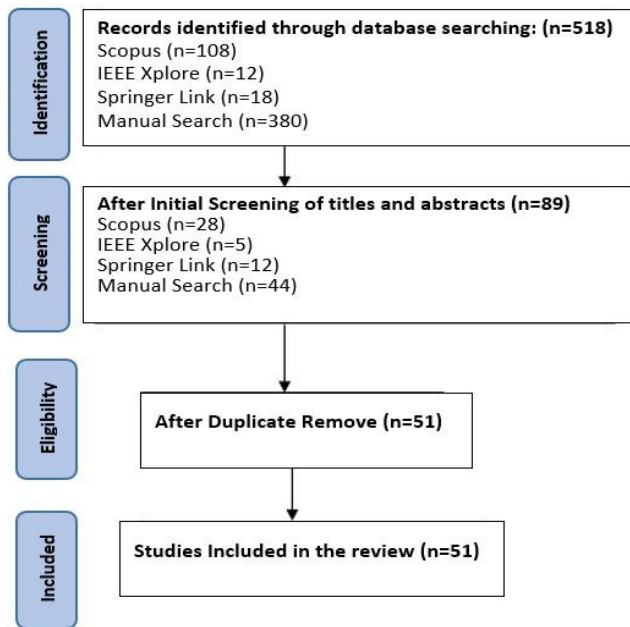 Identification
Records identified through database searching: (n=518)
Scopus (n=108)
IEEE Xplore (n=12)
Springer Link (n=18)
Manual Search (n=380)
Screening
After Initial Screening of titles and abstracts (n=89)
Scopus (n=28)
IEEE Xplore (n=5)
Springer Link (n=12)
Manual Search (n=44)
Eligibility
After Duplicate Remove (n=51)
Included
Studies Included in the review (n=51)